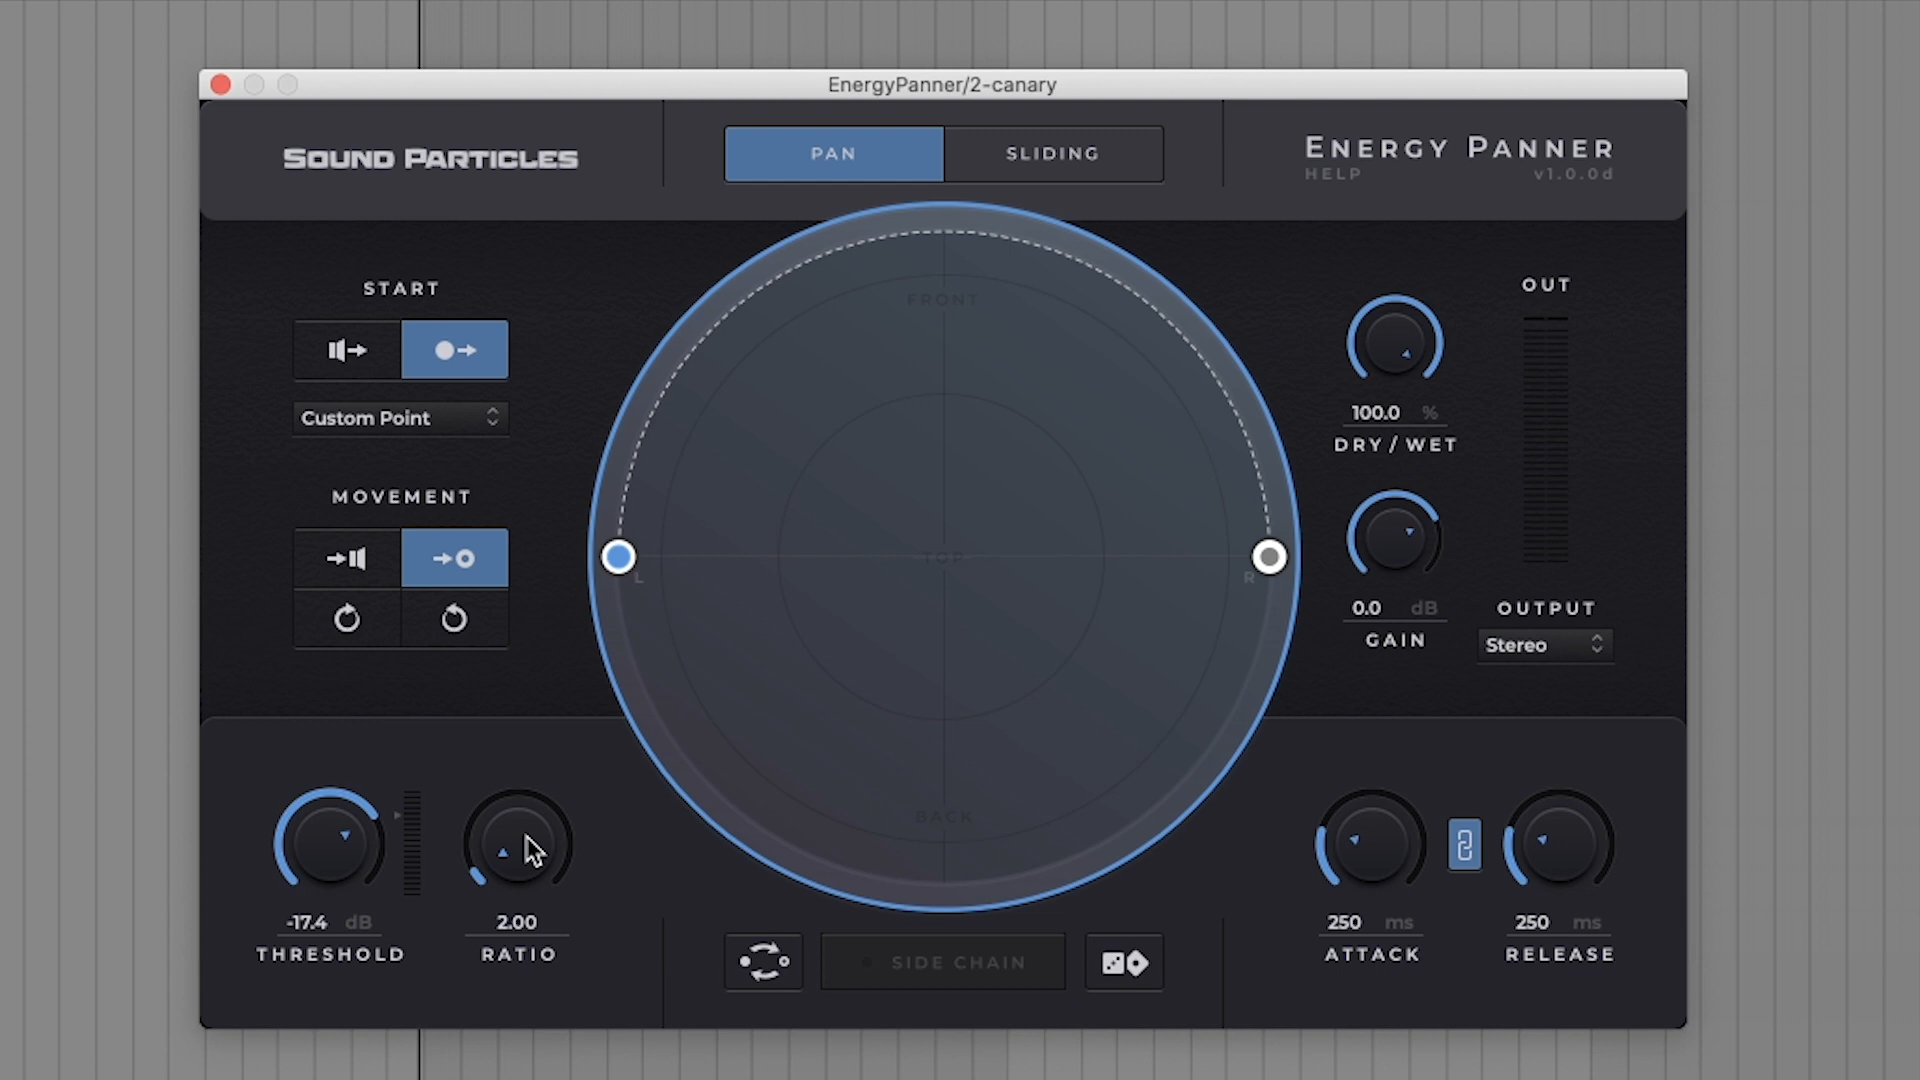 EnergyPanner/2-canary
SOUND PARTICLES
PAN
SLIDING
ENERGY PANNER
HELP
v1.0.0d
START
Custom Point
MOVEMENT
FRONT
TOP
L
R
BACK
OUT
100.0 %
DRY / WET
0.0 dB
GAIN
OUTPUT
Stereo
-17.4 dB
THRESHOLD
2.00
RATIO
SIDE CHAIN
250 ms
ATTACK
250 ms
RELEASE